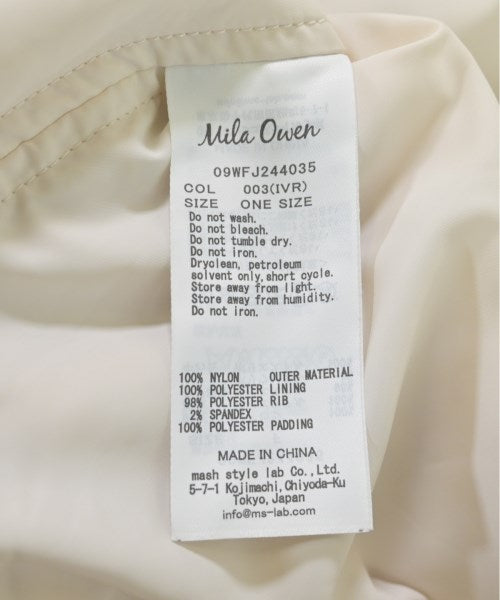 Mila Owen
09WFJ244035
COL 003(IVR)
SIZE ONE SIZE
Do not wash.
Do not bleach.
Do not tumble dry.
Do not iron.
Dryclean, petroleum
solvent only, short cycle.
Store away from light.
Store away from humidity.
Do not iron.
100% NYLON OUTER MATERIAL
100% POLYESTER LINING
98% POLYESTER RIB
2% SPANDEX
100% POLYESTER PADDING
MADE IN CHINA
mash style lab Co., Ltd.
5-7-1 Kojimachi, Chiyoda-Ku
Tokyo, Japan
info@ms-lab.com